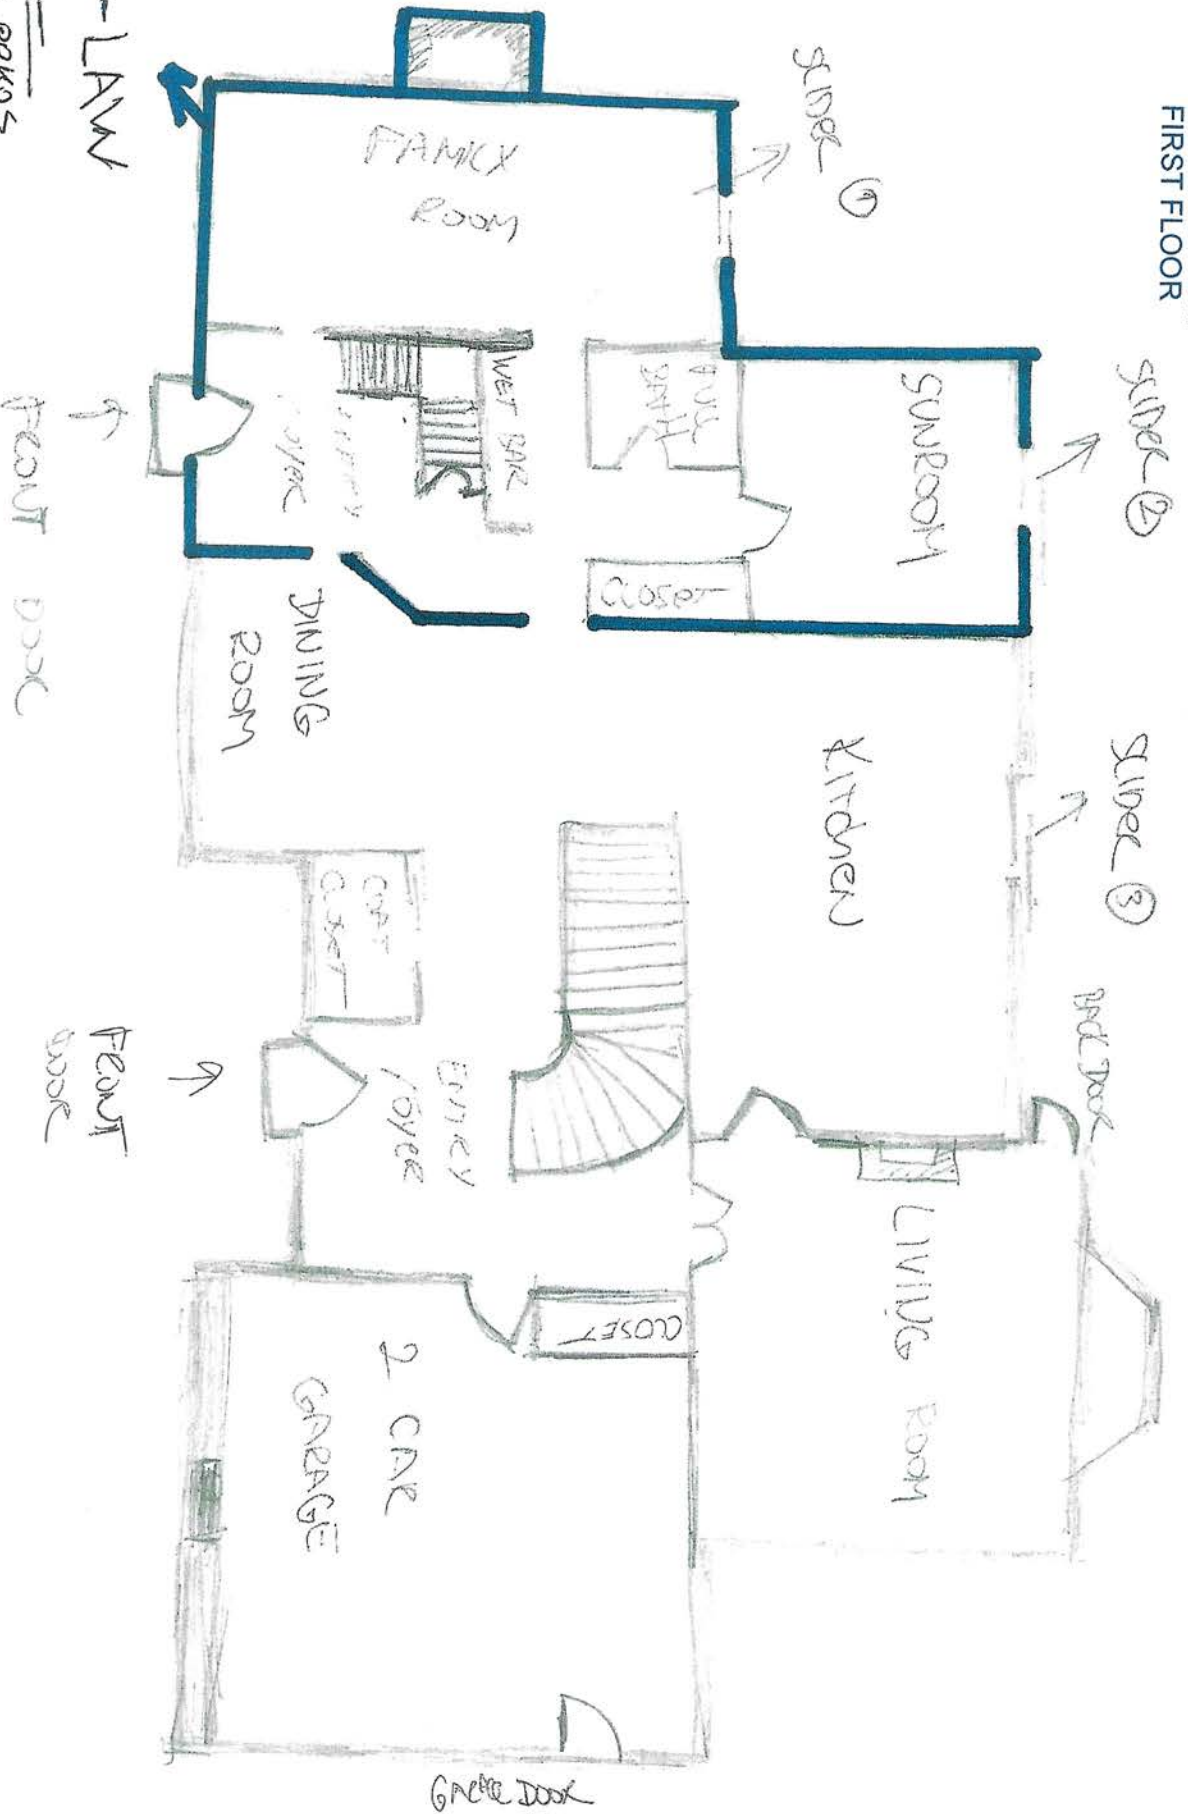 FIRST FLOOR
SLIDER ①
SLIDER ②
SLIDER ③
BACK DOOR
FAMILY
ROOM
WET BAR
FULL
BATH
SUNROOM
CLOSET
ENTRY
FOYER
DINING
ROOM
KITCHEN
COAT
CLOSET
ENTRY
FOYER
LIVING ROOM
CLOSET
2 CAR
GARAGE
GARAGE DOOR
FRONT DOOR
FRONT
DOOR
-LAW